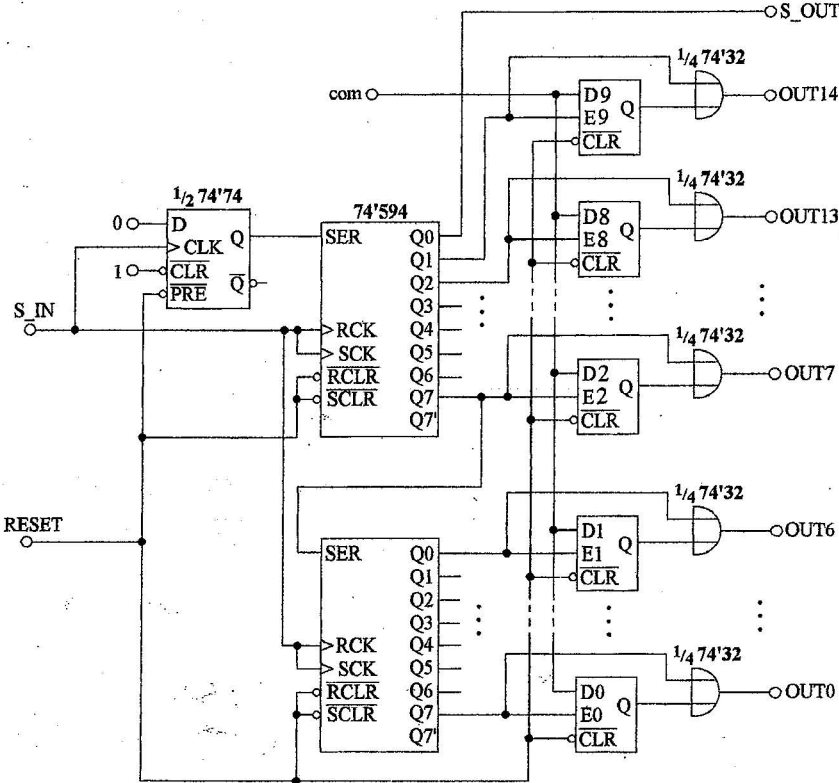 S_OUT
1/4 74'32
com
D9
E9
Q
CLR
OUT14
1/2 74'74
0
D
Q
CLK
1
CLR
PRE
Q
S_IN
74'594
SER
Q0
Q1
Q2
Q3
Q4
Q5
Q6
Q7
Q7'
RCK
SCK
RCLR
SCLR
1/4 74'32
D8
E8
Q
CLR
OUT13
1/4 74'32
D2
E2
Q
CLR
OUT7
RESET
SER
Q0
Q1
Q2
Q3
Q4
Q5
Q6
Q7
Q7'
RCK
SCK
RCLR
SCLR
1/4 74'32
D1
E1
Q
CLR
OUT6
1/4 74'32
D0
E0
Q
CLR
OUT0